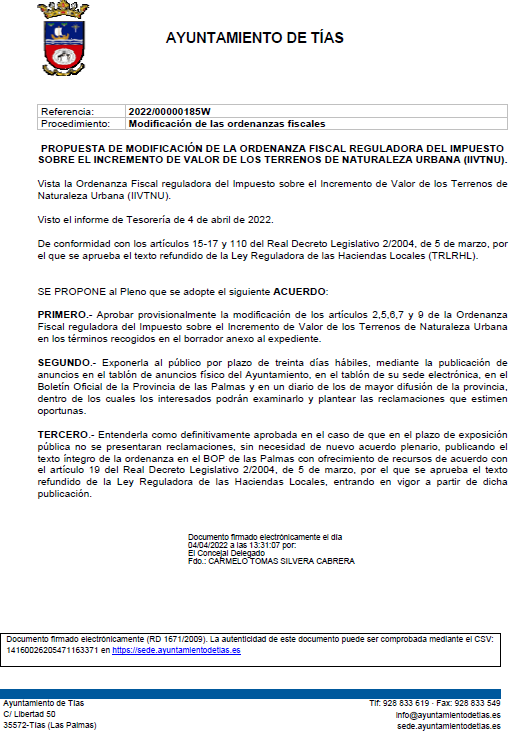 AYUNTAMIENTO DE TÍAS
Referencia: 2022/00000185W
Procedimiento: Modificación de las ordenanzas fiscales
PROPUESTA DE MODIFICACIÓN DE LA ORDENANZA FISCAL REGULADORA DEL IMPUESTO
SOBRE EL INCREMENTO DE VALOR DE LOS TERRENOS DE NATURALEZA URBANA (IIVTNU).
Vista la Ordenanza Fiscal reguladora del Impuesto sobre el Incremento de Valor de los Terrenos de
Naturaleza Urbana (IIVTNU).
Visto el informe de Tesorería de 4 de abril de 2022.
De conformidad con los artículos 15-17 y 110 del Real Decreto Legislativo 2/2004, de 5 de marzo, por
el que se aprueba el texto refundido de la Ley Reguladora de las Haciendas Locales (TRLRHL).
SE PROPONE al Pleno que se adopte el siguiente ACUERDO:
PRIMERO.- Aprobar provisionalmente la modificación de los artículos 2,5,6,7 y 9 de la Ordenanza
Fiscal reguladora del Impuesto sobre el Incremento de Valor de los Terrenos de Naturaleza Urbana
en los términos recogidos en el borrador anexo al expediente.
SEGUNDO.- Exponerla al público por plazo de treinta días hábiles, mediante la publicación de
anuncios en el tablón de anuncios físico del Ayuntamiento, en el tablón de su sede electrónica, en el
Boletín Oficial de la Provincia de las Palmas y en un diario de los de mayor difusión de la provincia,
dentro de los cuales los interesados podrán examinarlo y plantear las reclamaciones que estimen
oportunas.
TERCERO.- Entenderla como definitivamente aprobada en el caso de que en el plazo de exposición
pública no se presentaran reclamaciones, sin necesidad de nuevo acuerdo plenario, publicando el
texto íntegro de la ordenanza en el BOP de las Palmas con ofrecimiento de recursos de acuerdo con
el artículo 19 del Real Decreto Legislativo 2/2004, de 5 de marzo, por el que se aprueba el texto
refundido de la Ley Reguladora de las Haciendas Locales, entrando en vigor a partir de dicha
publicación.
Documento firmado electrónicamente el día
04/04/2022 a las 13:31:07 por:
El Concejal Delegado
Fdo.: CARMELO TOMAS SILVERA CABRERA
Documento firmado electrónicamente (RD 1671/2009). La autenticidad de este documento puede ser comprobada mediante el CSV:
14160026205471163371 en https://sede.ayuntamientodetias.es
Ayuntamiento de Tías
C/ Libertad 50
35572-Tías (Las Palmas)
Tlf: 928 833 619 · Fax: 928 833 549
info@ayuntamientodetias.es
sede.ayuntamientodetias.es